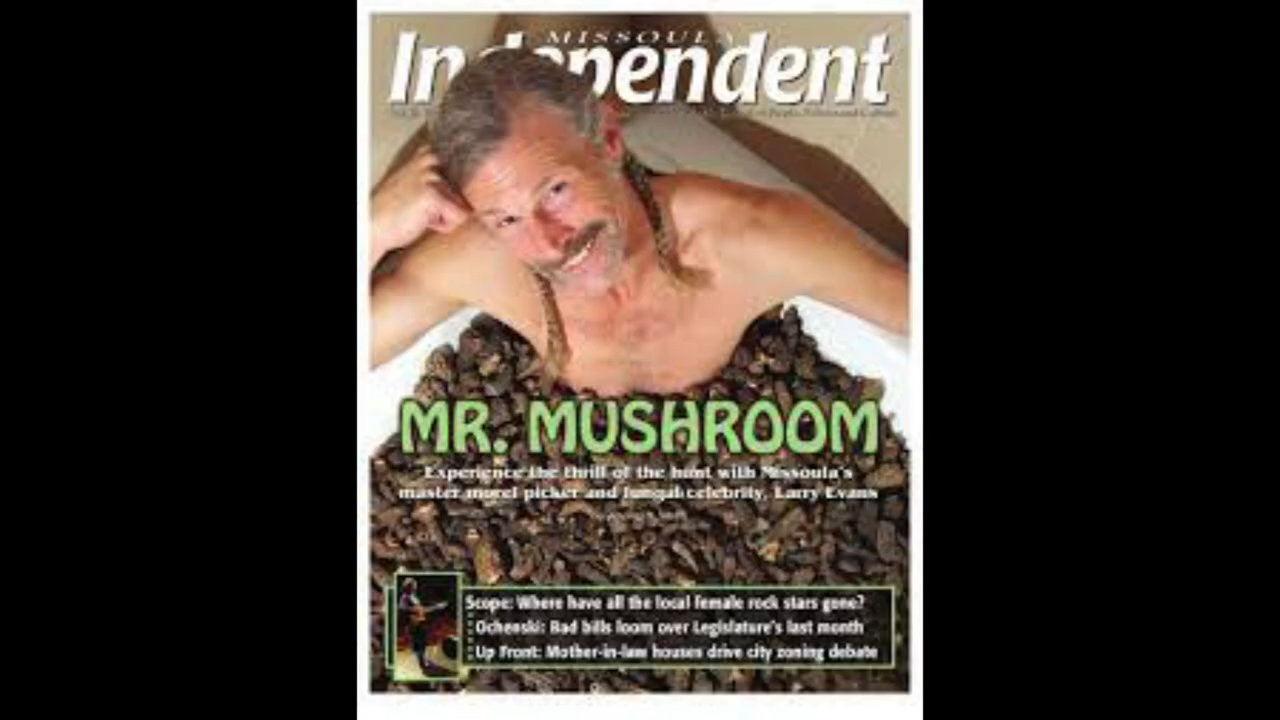 MISSOULA
Independent
MR. MUSHROOM
Experience the thrill of the hunt with Missoula's
master morel picker and fungal celebrity, Larry Evans
Scope: Where have all the local female rock stars gone?
Ochenski: Bad bills loom over Legislature's last month
Up Front: Mother-in-law houses drive city zoning debate